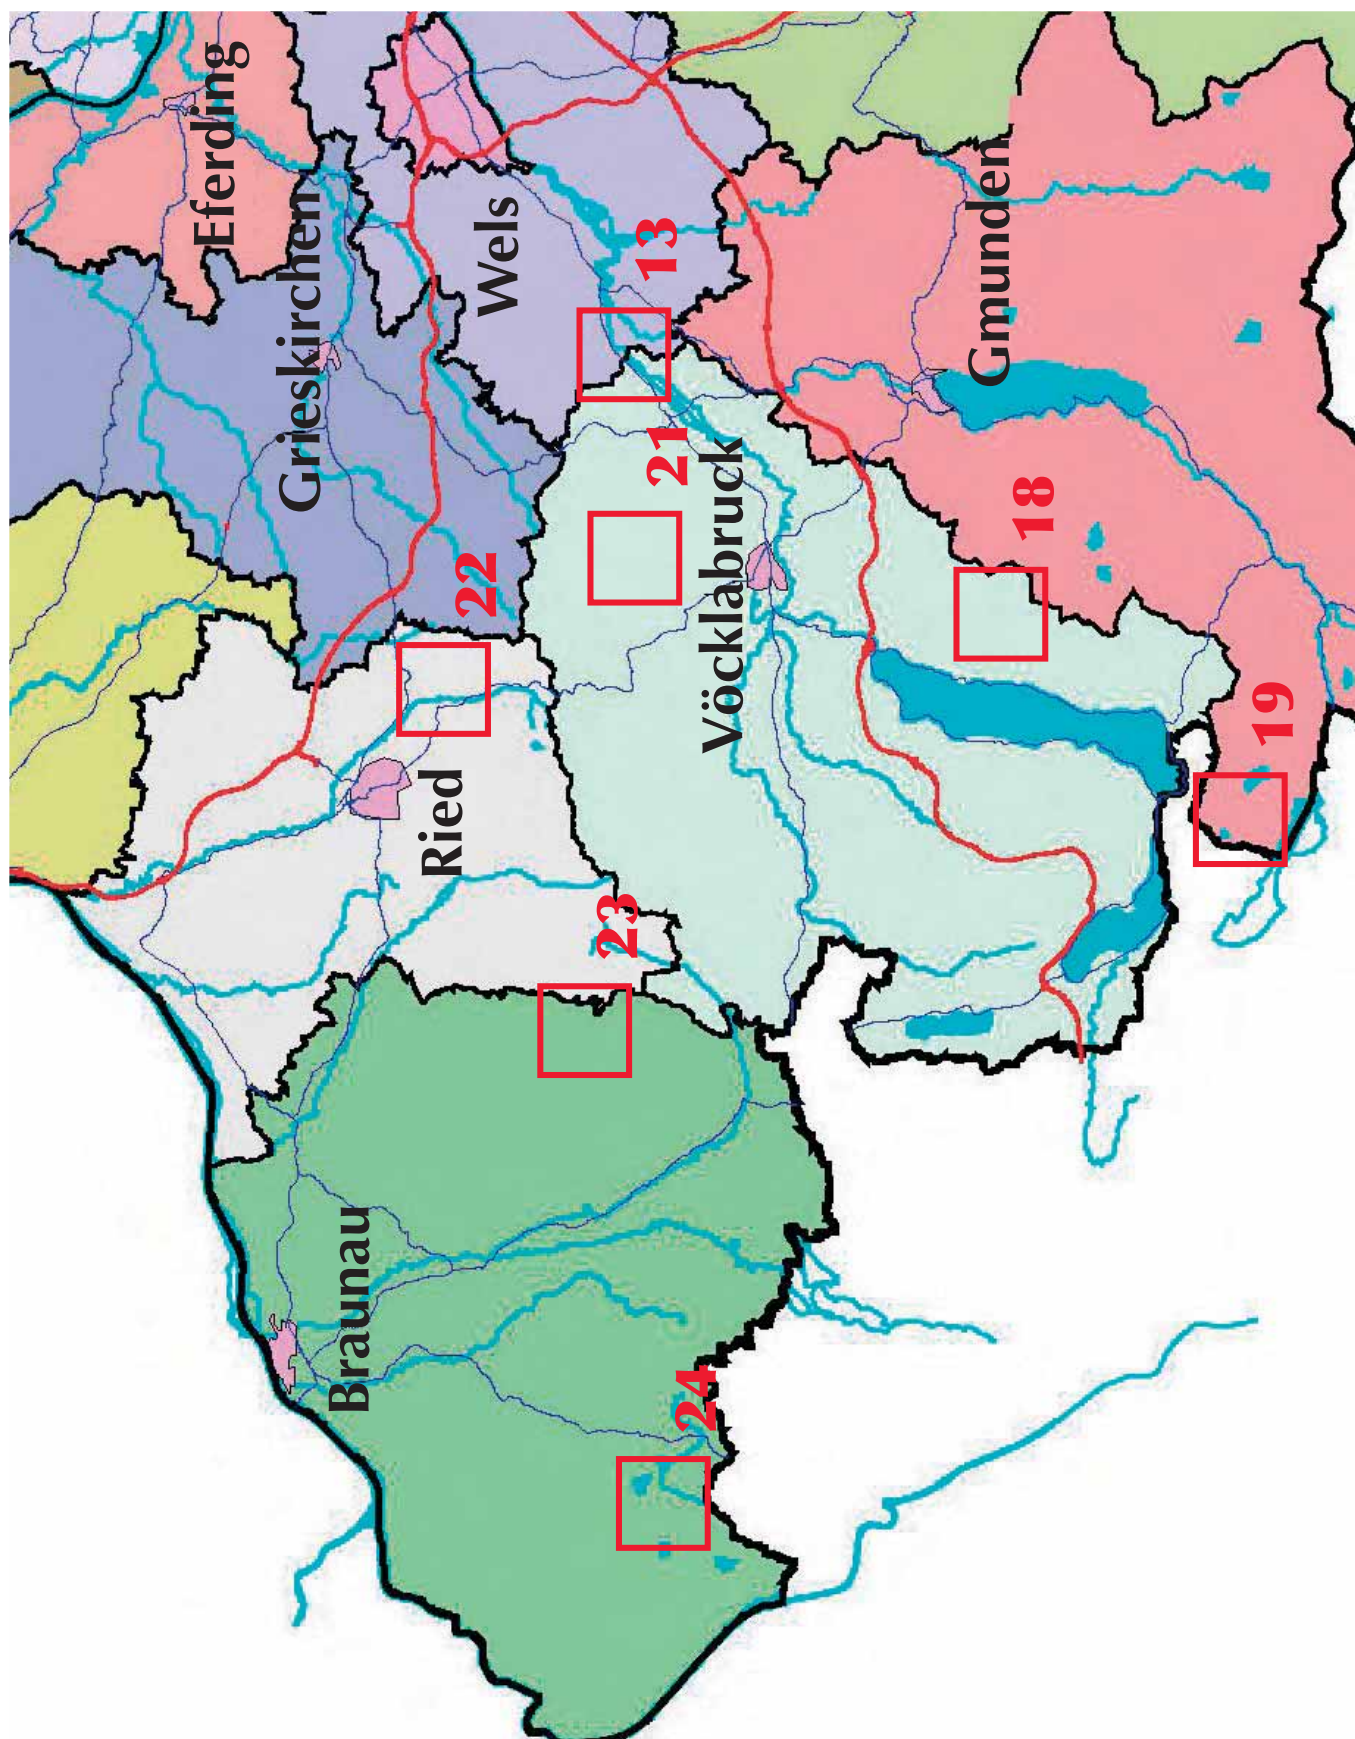 Eferding
Grieskirchen
Braunau
Ried
22
Wels
23
13
21
24
Vöcklabruck
Gmunden
18
19